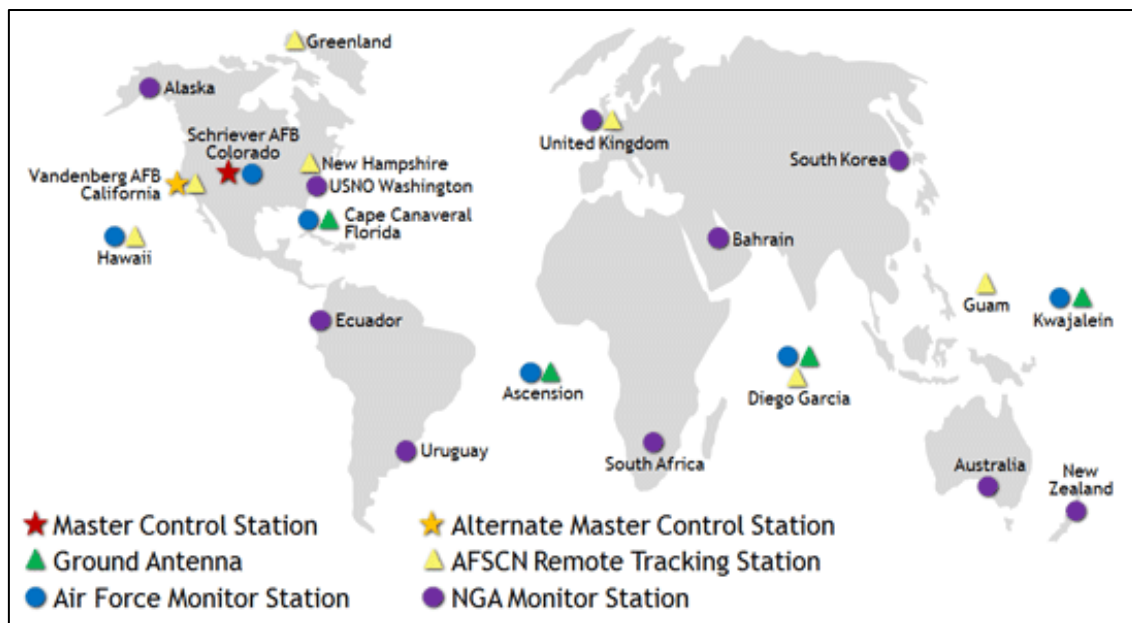 Greenland
Alaska
Schriever AFB
Colorado
United Kingdom
South Korea
New Hampshire
Vandenberg AFB
California
USNO Washington
Cape Canaveral
Florida
Bahrain
Hawaii
Guam
Kwajalein
Ecuador
Ascension
Diego Garcia
Uruguay
South Africa
Australia
New
Zealand
Master Control Station
Alternate Master Control Station
Ground Antenna
AFSCN Remote Tracking Station
Air Force Monitor Station
NGA Monitor Station